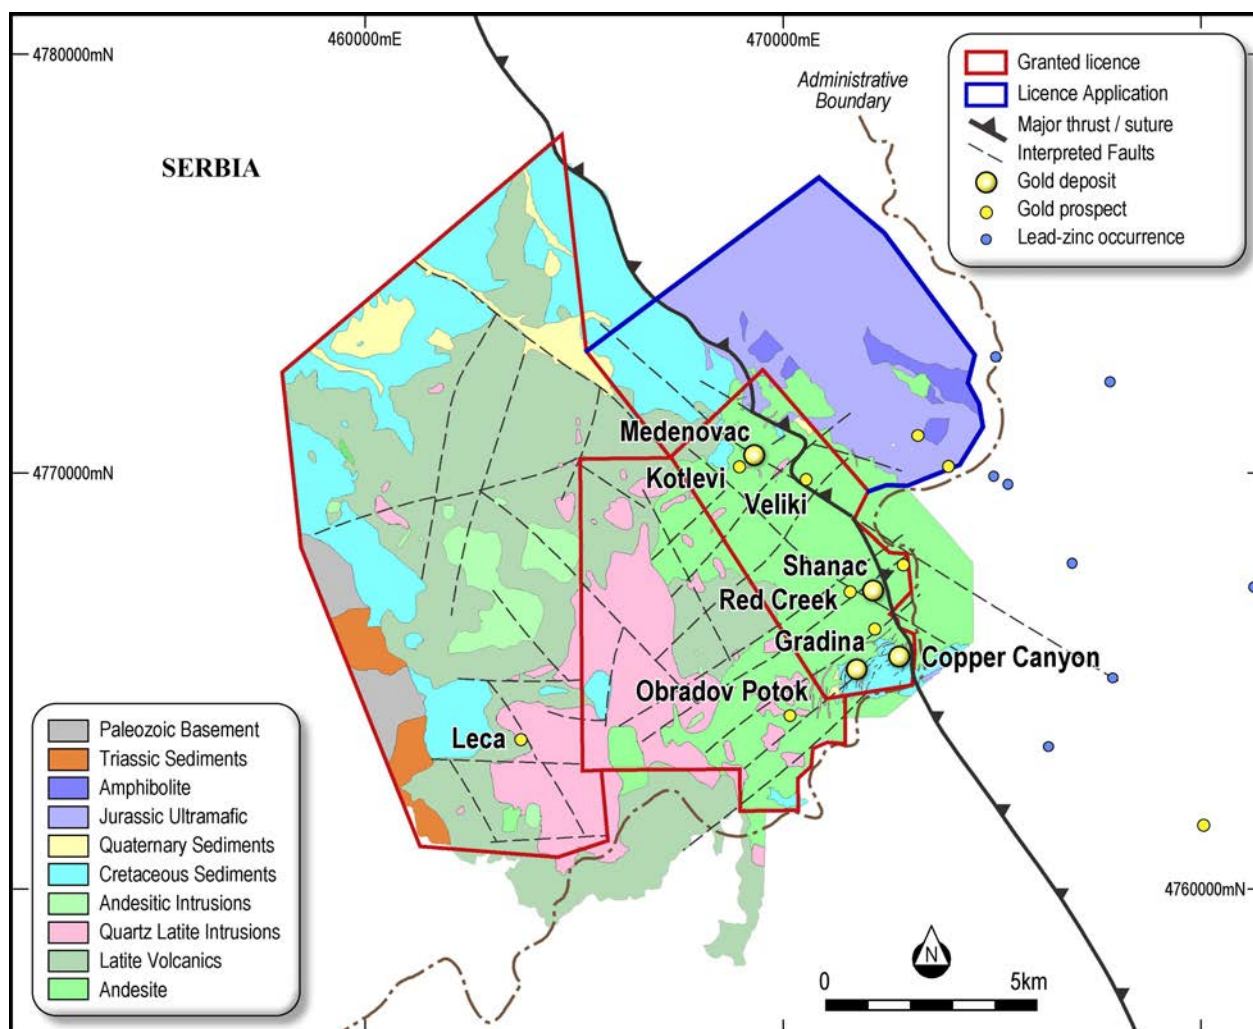 460000mE
470000mE
4780000mN
Administrative
Boundary
Granted licence
Licence Application
Major thrust / suture
Interpreted Faults
Gold deposit
Gold prospect
Lead-zinc occurrence
SERBIA
Medenovac
4770000mN
Kotlevi
Veliki
Shanac
Red Creek
Gradina
Copper Canyon
Obradov Potok
Leca
Paleozoic Basement
Triassic Sediments
Amphibolite
Jurassic Ultramafic
Quaternary Sediments
Cretaceous Sediments
Andesitic Intrusions
Quartz Latite Intrusions
Latite Volcanics
Andesite
4760000mN
N
0
5km